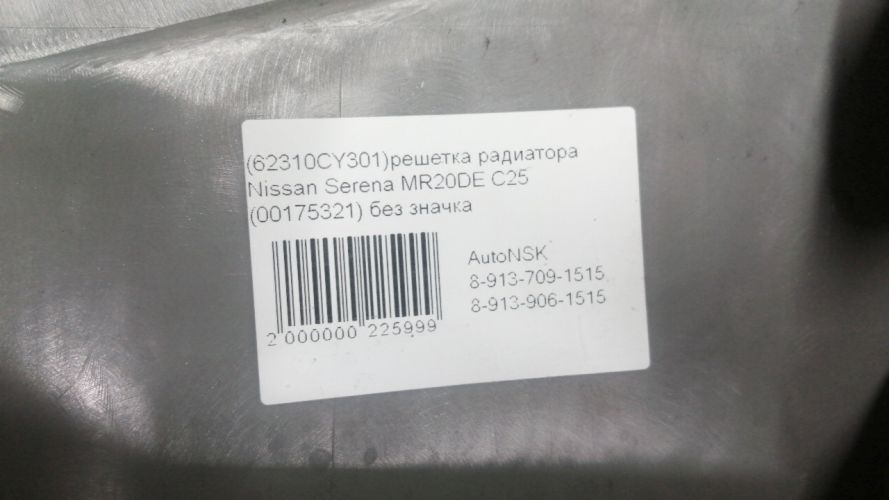 (62310CY301)решетка радиатора
Nissan Serena MR20DE C25
(00175321) без значка
AutoNSK
8-913-709-1515
8-913-906-1515
2 000000 225999